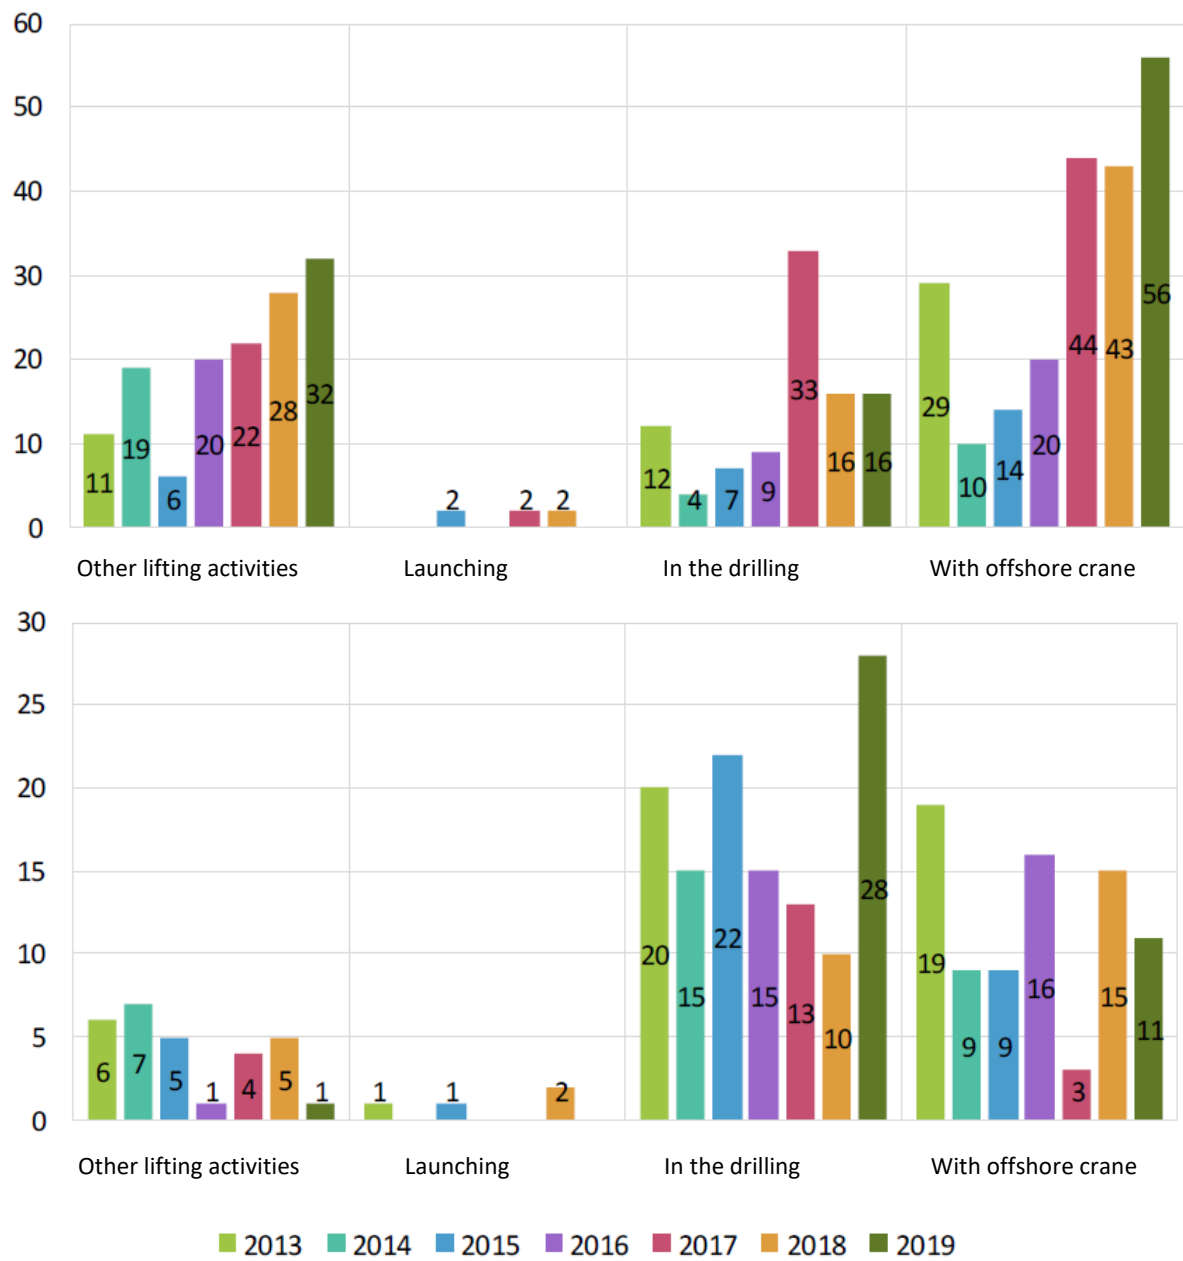 60
50
40
30
20
10
0
11 19 6 20 22 28 32
2 2 2
12 4 7 9 33 16 16
29 10 14 20 44 43 56
Other lifting activities Launching In the drilling With offshore crane
30
25
20
15
10
5
0
6 7 5 1 4 5 1
1 1 2
20 15 22 15 13 10 28
19 9 9 16 3 15 11
Other lifting activities Launching In the drilling With offshore crane
2013 2014 2015 2016 2017 2018 2019